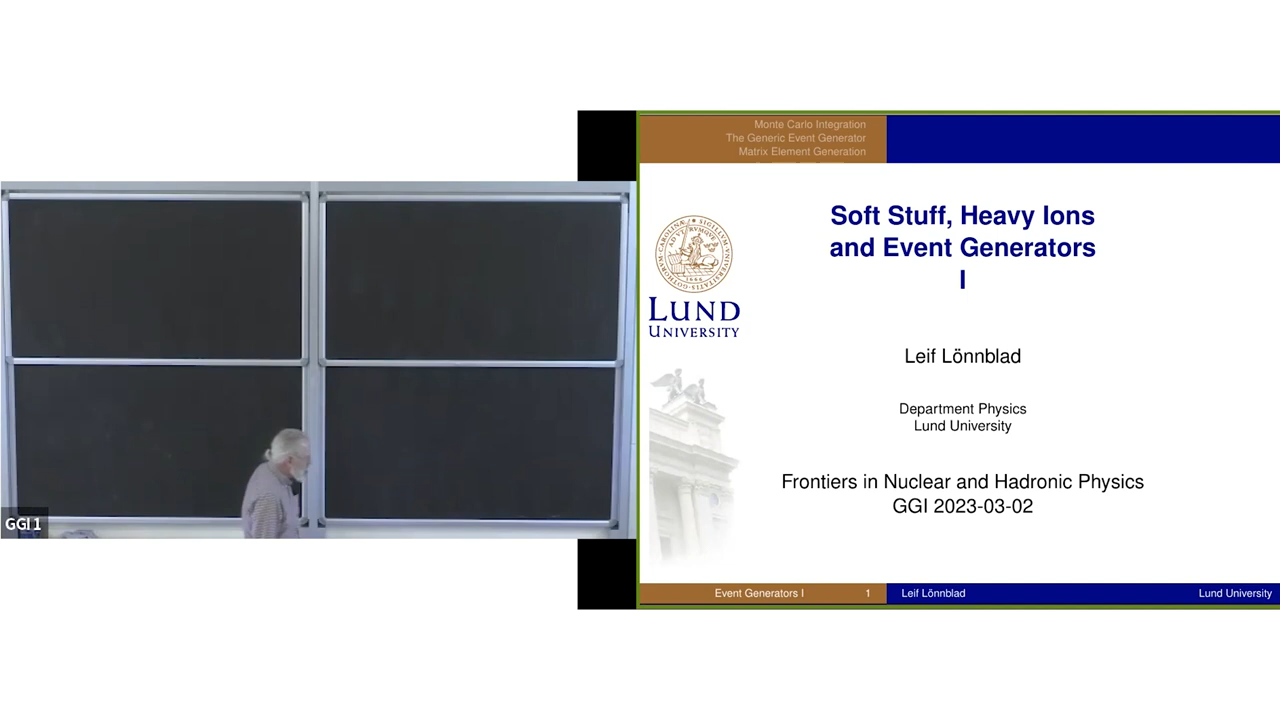 GGI 1
Monte Carlo Integration
The Generic Event Generator
Matrix Element Generation
Soft Stuff, Heavy Ions
and Event Generators
I
LUND
UNIVERSITY
Leif Lönnblad
Department Physics
Lund University
Frontiers in Nuclear and Hadronic Physics
GGI 2023-03-02
Event Generators I
1
Leif Lönnblad
Lund University